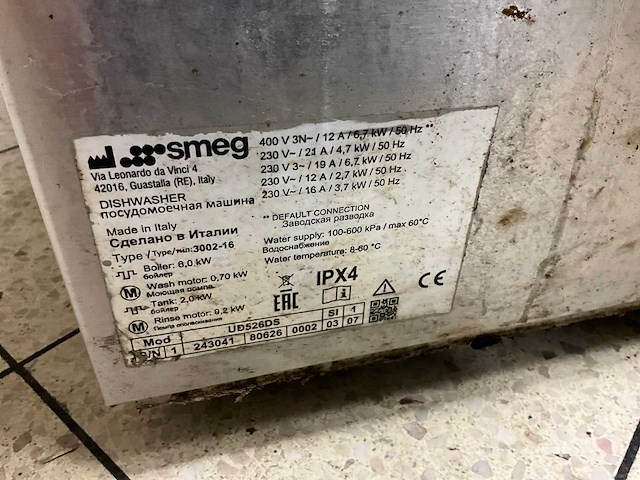 smeg
Via Leonardo da Vinci 4
42016, Guastalla (RE), Italy
DISHWASHER
посудомоечная машина
Made in Italy
Сделано в Италии
Type /Type/тип: 3002-16
Boiler: 6,0 kW
бойлер
M Wash motor: 0,70 kW
Моющая помпа
Tank: 2,0 kW
бойлер
M Rinse motor: 0,2 kW
Помпа ополаскивания
Mod UD526DS SI 1
S/N 1 243041 80626 0002 03 07
400 V 3N~ / 12 A / 6,7 kW / 50 Hz **
230 V~ / 21 A / 4,7 kW / 50 Hz
230 V 3~ / 19 A / 6,7 kW / 50 Hz
230 V~ / 12 A / 2,7 kW / 50 Hz
230 V~ / 16 A / 3,7 kW / 50 Hz
** DEFAULT CONNECTION
Заводская разводка
Water supply: 100-600 kPa / max 60°C
Водоснабжение
Water temperature: 8-60 °C
EAC IPX4 i CE